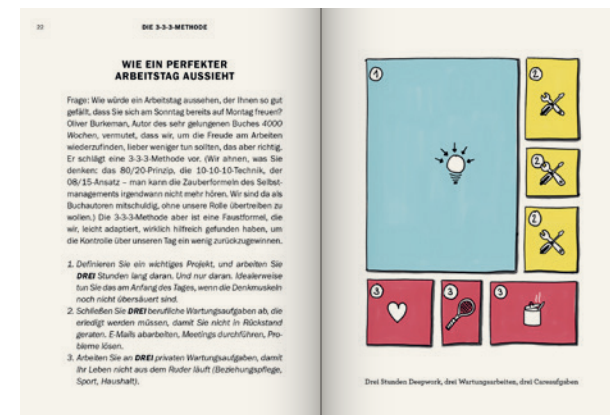 22
DIE 3-3-3-METHODE
WIE EIN PERFEKTER
ARBEITSTAG AUSSIEHT
Frage: Wie würde ein Arbeitstag aussehen, der Ihnen so gut
gefällt, dass Sie sich am Sonntag bereits auf Montag freuen?
Oliver Burkeman, Autor des sehr gelungenen Buches 4000
Wochen, vermutet, dass wir, um die Freude am Arbeiten
wiederzufinden, lieber weniger tun sollten, das aber richtig.
Er schlägt eine 3-3-3-Methode vor. (Wir ahnen, was Sie
denken: das 80/20-Prinzip, die 10-10-10-Technik, der
08/15-Ansatz – man kann die Zauberformeln des Selbst-
managements irgendwann nicht mehr hören. Wir sind da als
Buchautoren mitschuldig, ohne unsere Rolle übertreiben zu
wollen.) Die 3-3-3-Methode aber ist eine Faustformel, die
wir, leicht adaptiert, wirklich hilfreich gefunden haben, um
die Kontrolle über unseren Tag ein wenig zurückzugewinnen.
1. Definieren Sie ein wichtiges Projekt, und arbeiten Sie
DREI Stunden lang daran. Und nur daran. Idealerweise
tun Sie das am Anfang des Tages, wenn die Denkmuskeln
noch nicht übersäuert sind.
2. Schließen Sie DREI berufliche Wartungsaufgaben ab, die
erledigt werden müssen, damit Sie nicht in Rückstand
geraten. E-Mails abarbeiten, Meetings durchführen, Pro-
bleme lösen.
3. Arbeiten Sie an DREI privaten Wartungsaufgaben, damit
Ihr Leben nicht aus dem Ruder läuft (Beziehungspflege,
Sport, Haushalt).
1
2
2
2
3
3
3
Drei Stunden Deepwork, drei Wartungsarbeiten, drei Careaufgaben